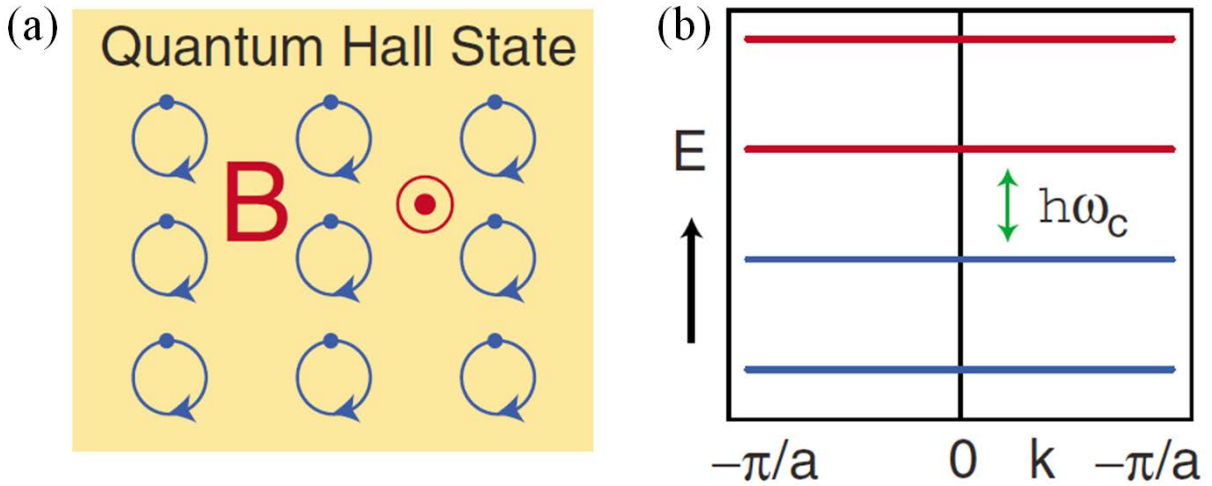 (a)
Quantum Hall State
B
(b)
E
hω_c
−π/a 0 k −π/a